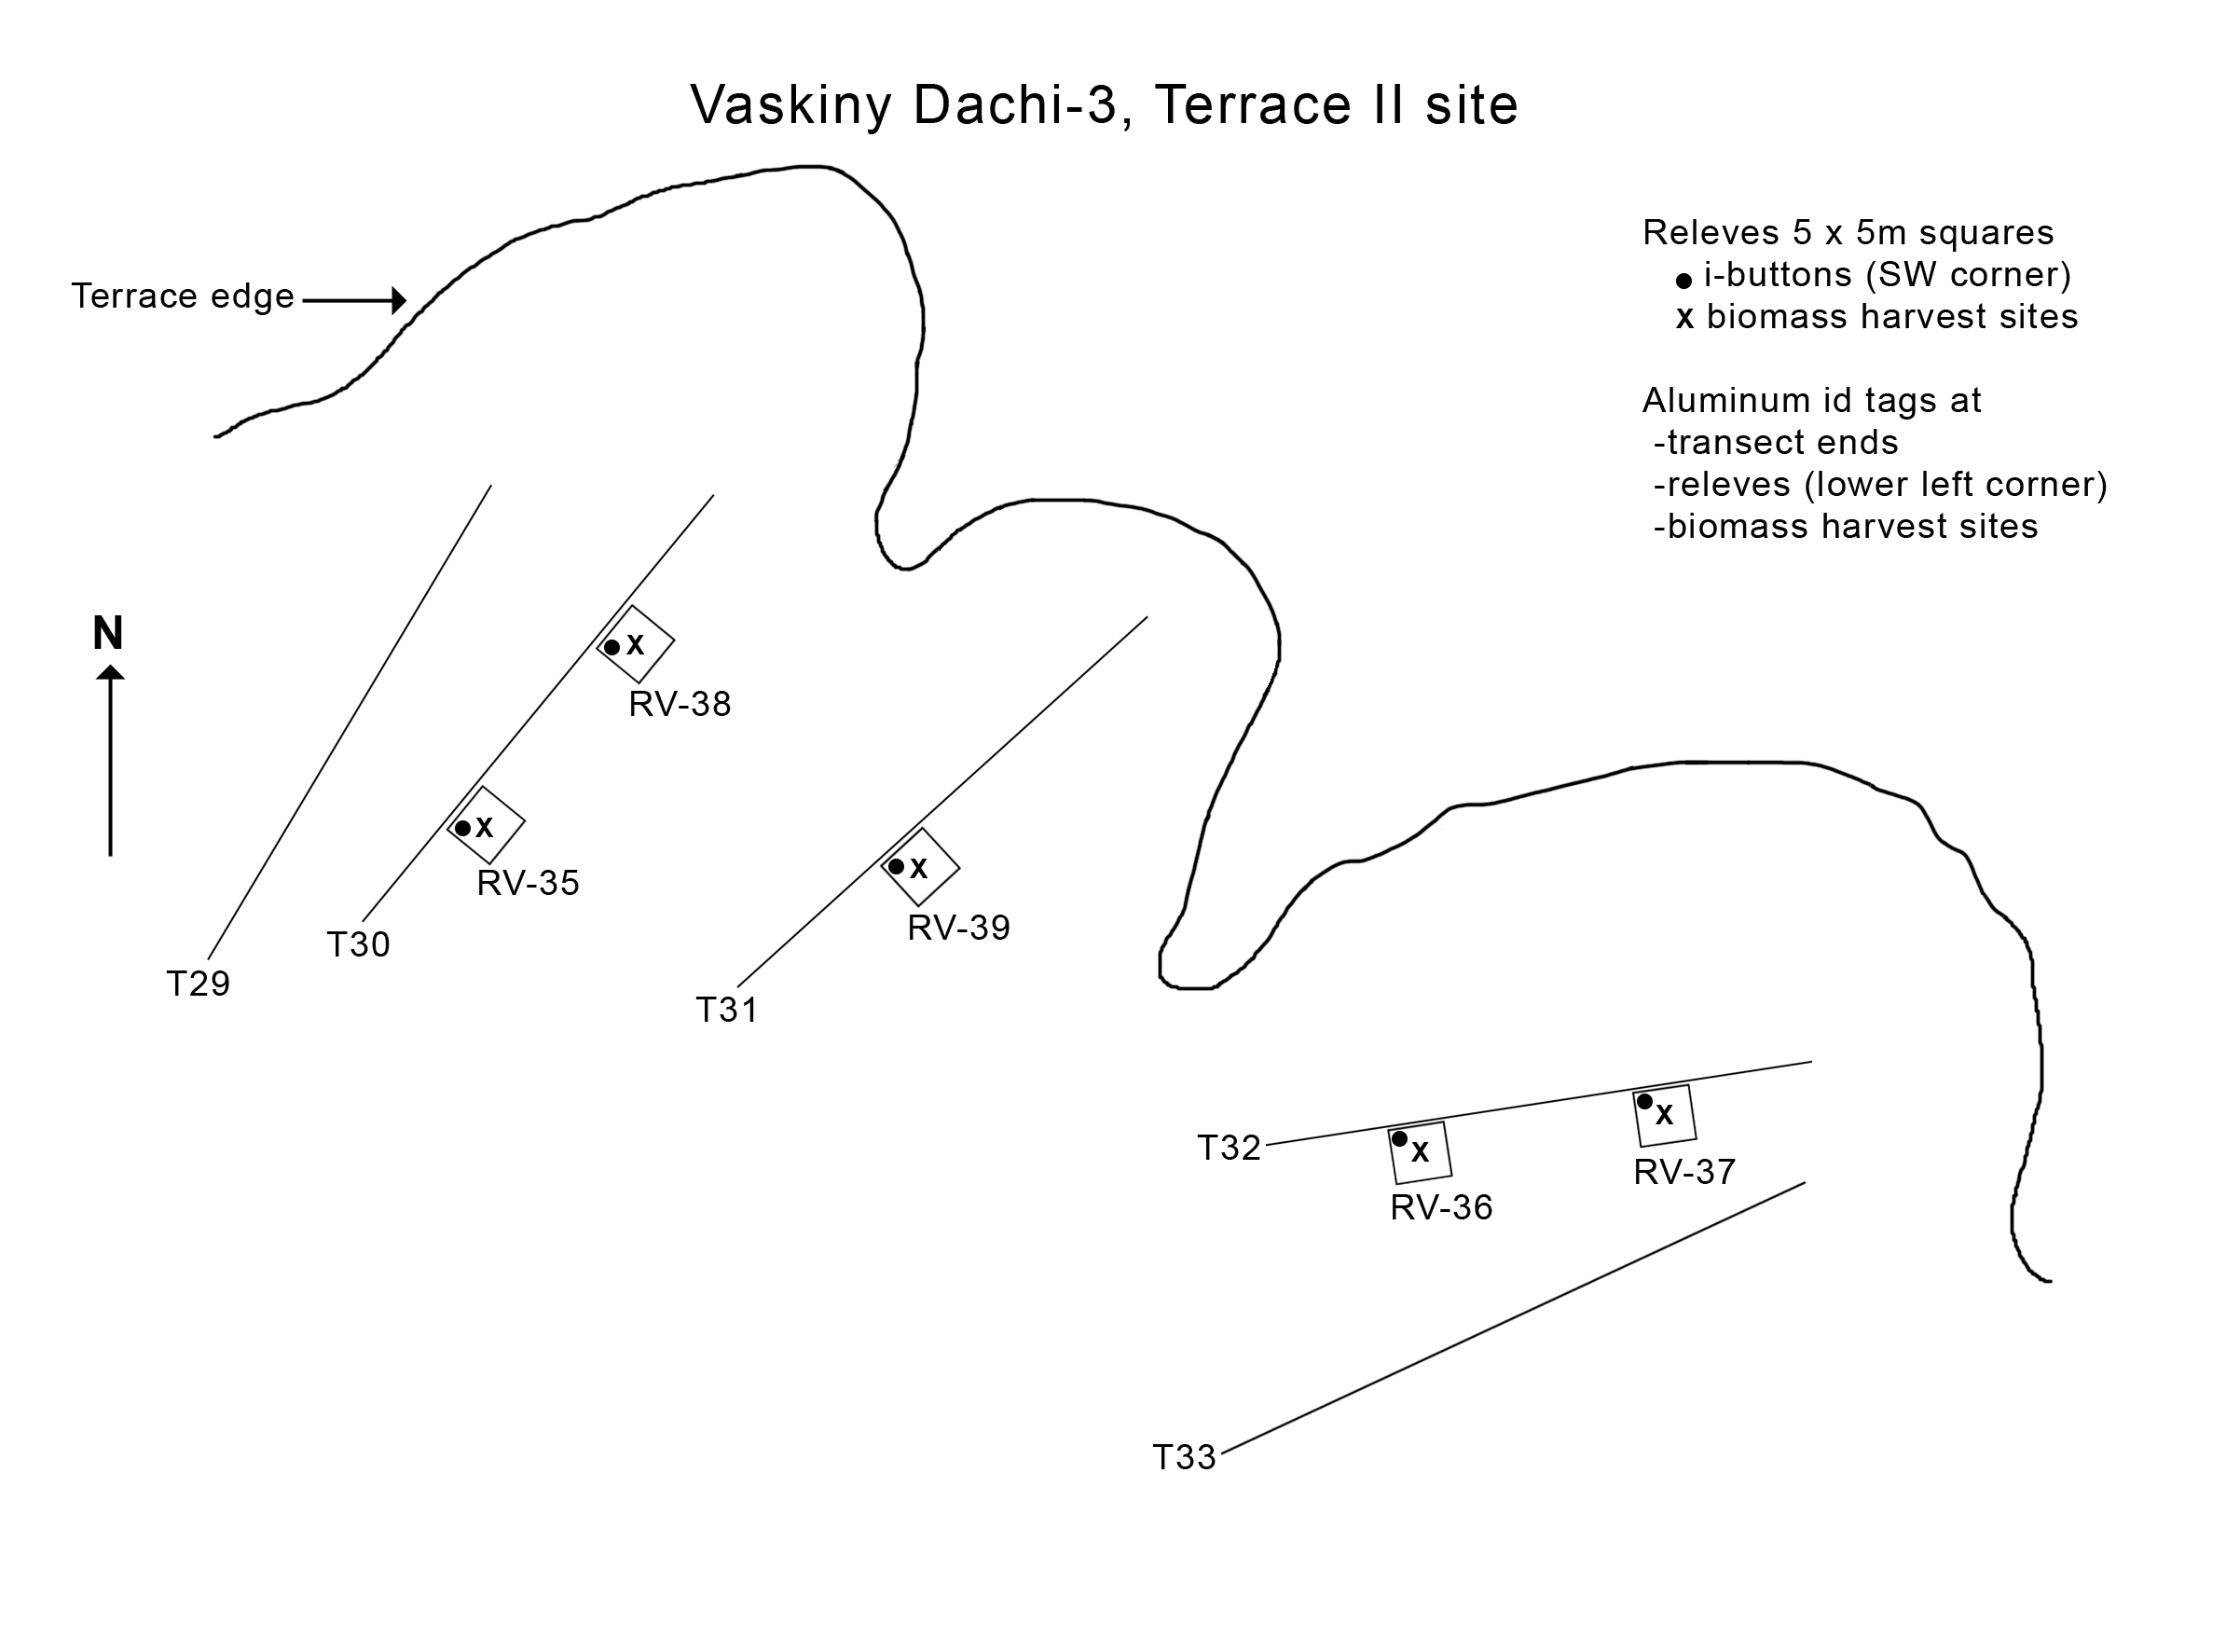 Vaskiny Dachi-3, Terrace II site
Releves 5 x 5m squares
i-buttons (SW corner)
x biomass harvest sites
Terrace edge
Aluminum id tags at
-transect ends
-releves (lower left corner)
-biomass harvest sites
N
x
RV-38
x
RV-35
x
RV-39
T30
T29
T31
x
RV-37
T32
x
RV-36
T33